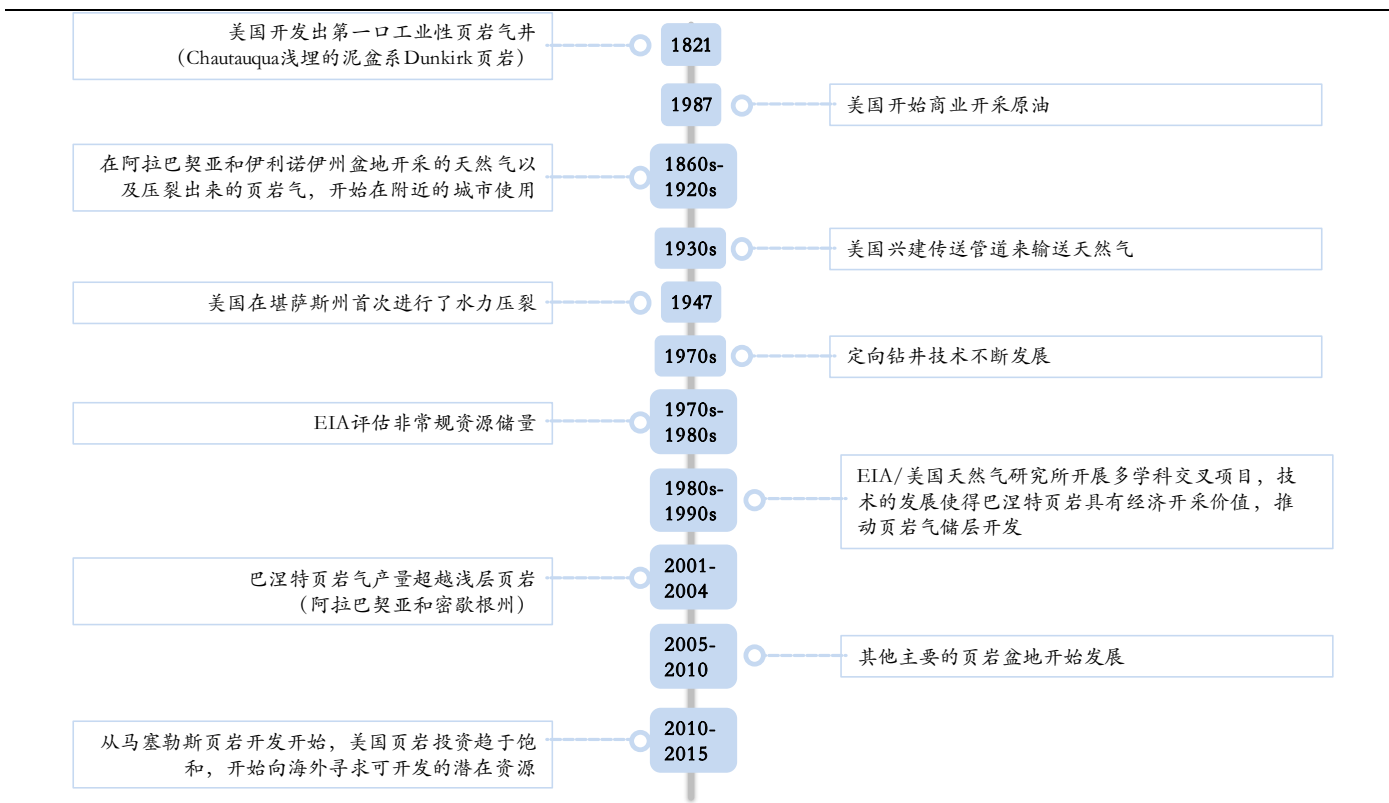 美国开发出第一口工业性页岩气井
（Chautauqua浅埋的泥盆系Dunkirk页岩）
1821
1987
美国开始商业开采原油
在阿拉巴契亚和伊利诺伊州盆地开采的天然气以
及压裂出来的页岩气，开始在附近的城市使用
1860s-
1920s
1930s
美国兴建传送管道来输送天然气
美国在堪萨斯州首次进行了水力压裂
1947
1970s
定向钻井技术不断发展
EIA评估非常规资源储量
1970s-
1980s
1980s-
1990s
EIA/美国天然气研究所开展多学科交叉项目，技
术的发展使得巴涅特页岩具有经济开采价值，推
动页岩气储层开发
巴涅特页岩气产量超越浅层页岩
（阿拉巴契亚和密歇根州）
2001-
2004
2005-
2010
其他主要的页岩盆地开始发展
从马塞勒斯页岩开发开始，美国页岩投资趋于饱
和，开始向海外寻求可开发的潜在资源
2010-
2015